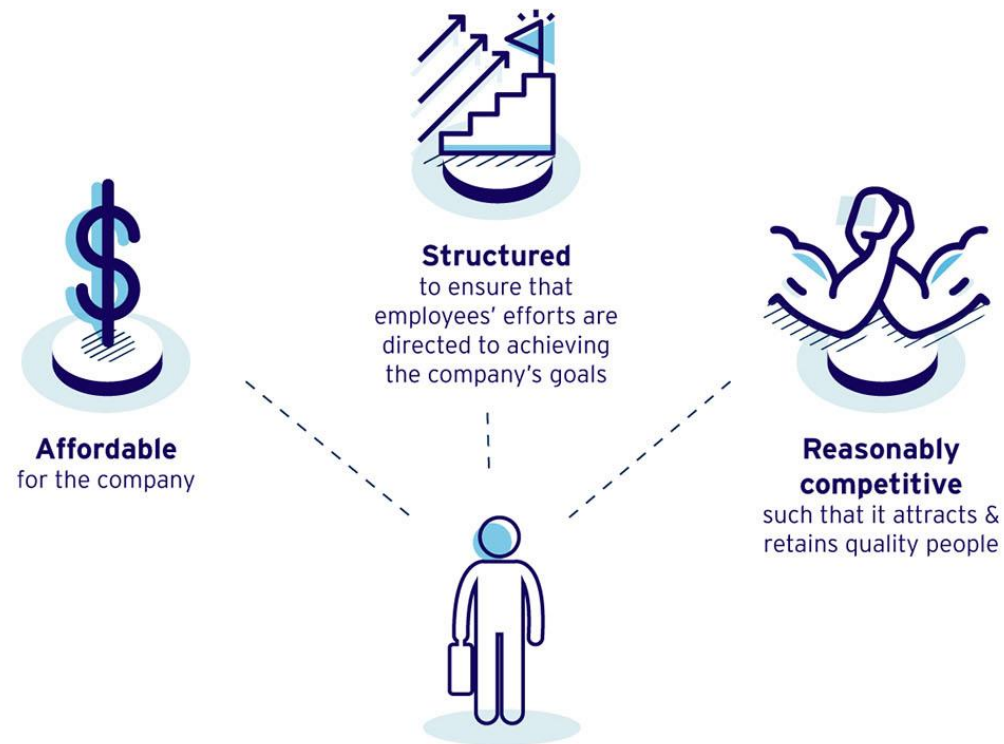 Structured
to ensure that
employees' efforts are
directed to achieving
the company's goals
Affordable
for the company
Reasonably
competitive
such that it attracts &
retains quality people